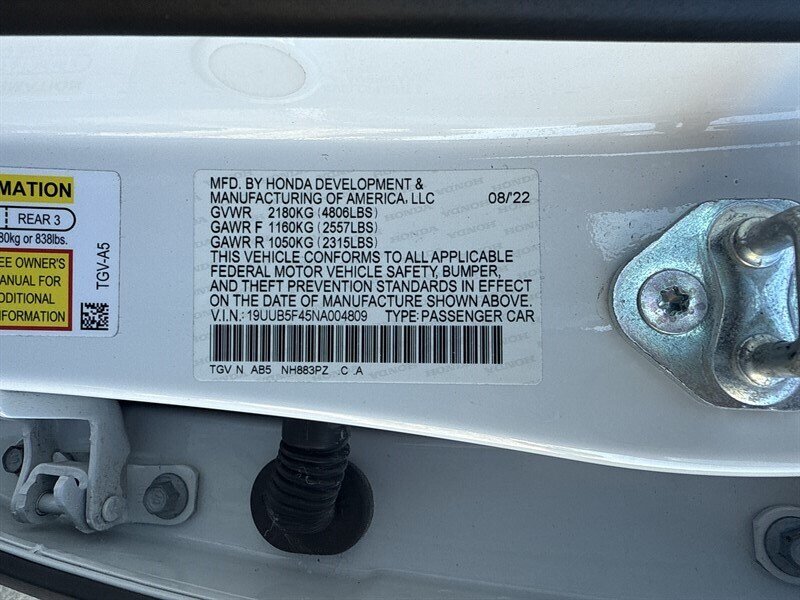 MATION
REAR 3
80kg or 838lbs.
EE OWNER'S
ANUAL FOR
DDITIONAL
FORMATION
TGV-A5
MFD. BY HONDA DEVELOPMENT &
MANUFACTURING OF AMERICA, LLC 08/'22
GVWR 2180KG (4806LBS)
GAWR F 1160KG (2557LBS)
GAWR R 1050KG (2315LBS)
THIS VEHICLE CONFORMS TO ALL APPLICABLE
FEDERAL MOTOR VEHICLE SAFETY, BUMPER,
AND THEFT PREVENTION STANDARDS IN EFFECT
ON THE DATE OF MANUFACTURE SHOWN ABOVE.
V.I.N.: 19UUB5F45NA004809 TYPE: PASSENGER CAR
TGV N AB5 NH883PZ .C .A